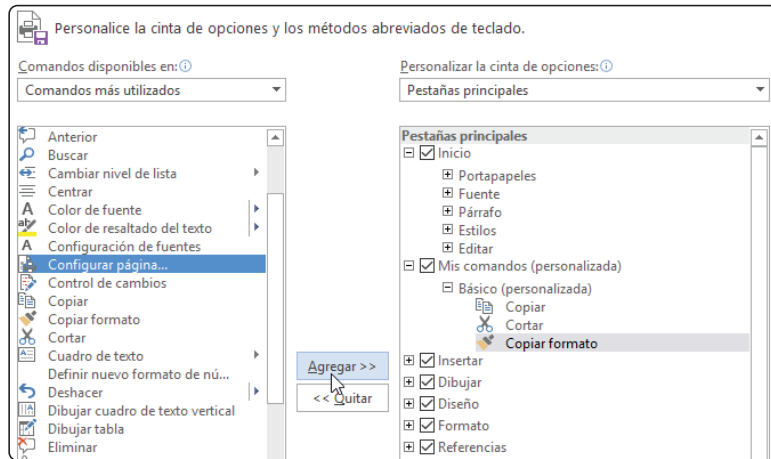 Personalice la cinta de opciones y los métodos abreviados de teclado.
Comandos disponibles en:
Comandos más utilizados
Anterior
Buscar
Cambiar nivel de lista
Centrar
Color de fuente
Color de resaltado del texto
Configuración de fuentes
Configurar página...
Control de cambios
Copiar
Copiar formato
Cortar
Cuadro de texto
Definir nuevo formato de nú...
Deshacer
Dibujar cuadro de texto vertical
Dibujar tabla
Eliminar
Agregar >>
<< Quitar
Personalizar la cinta de opciones:
Pestañas principales
Pestañas principales
Inicio
Portapapeles
Fuente
Párrafo
Estilos
Editar
Mis comandos (personalizada)
Básico (personalizada)
Copiar
Cortar
Copiar formato
Insertar
Dibujar
Diseño
Formato
Referencias